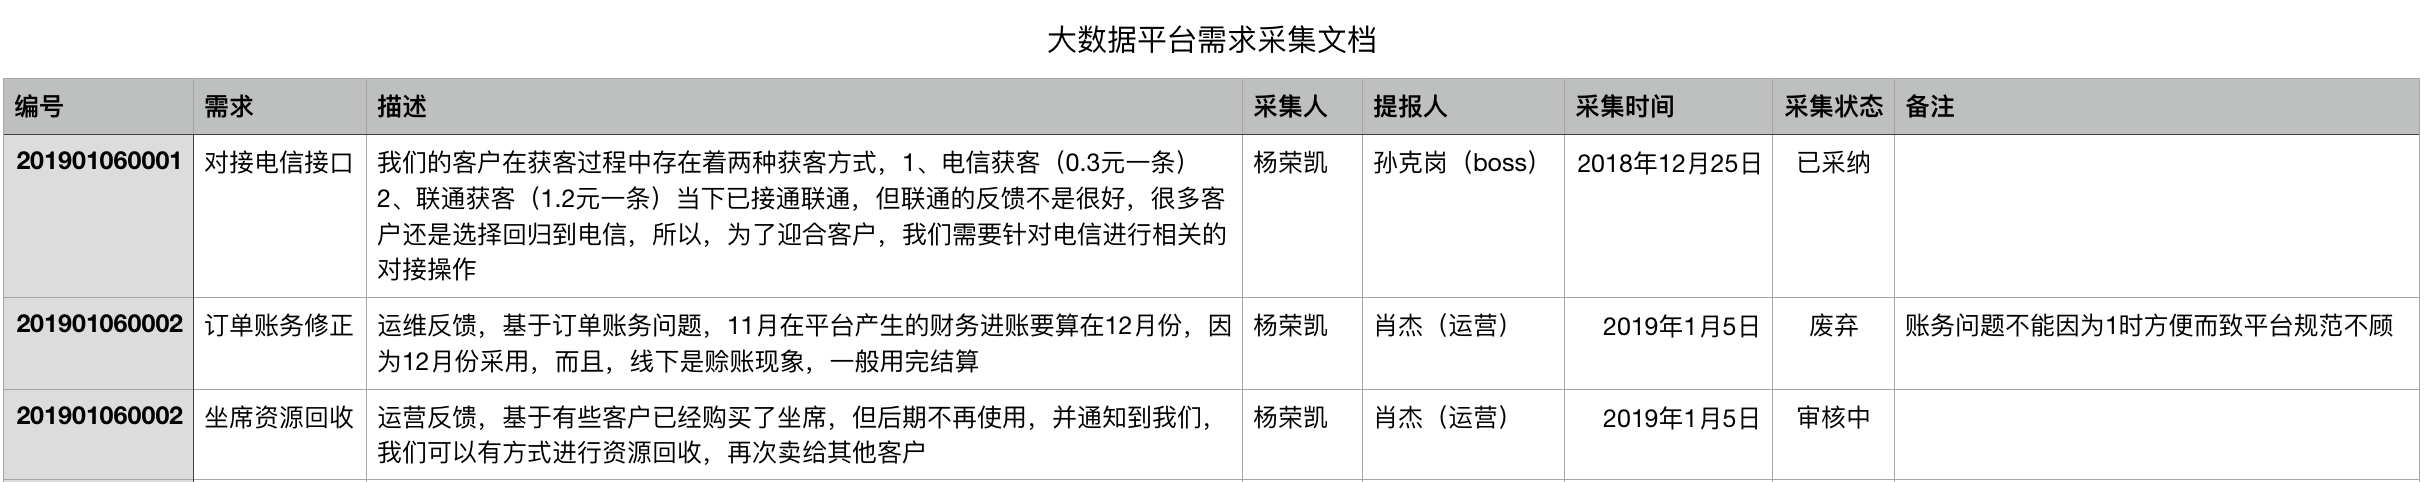 大数据平台需求采集文档
编号 需求 描述 采集人 提报人 采集时间 采集状态 备注
201901060001 对接电信接口 我们的客户在获客过程中存在着两种获客方式，1、电信获客（0.3元一条） 杨荣凯 孙克岗（boss） 2018年12月25日 已采纳
2、联通获客（1.2元一条）当下已接通联通，但联通的反馈不是很好，很多客
户还是选择回归到电信，所以，为了迎合客户，我们需要针对电信进行相关的
对接操作
201901060002 订单账务修正 运维反馈，基于订单账务问题，11月在平台产生的财务进账要算在12月份，因 杨荣凯 肖杰（运营） 2019年1月5日 废弃 账务问题不能因为1时方便而致平台规范不顾
为12月份采用，而且，线下是赊账现象，一般用完结算
201901060002 坐席资源回收 运营反馈，基于有些客户已经购买了坐席，但后期不再使用，并通知到我们， 杨荣凯 肖杰（运营） 2019年1月5日 审核中
我们可以有方式进行资源回收，再次卖给其他客户